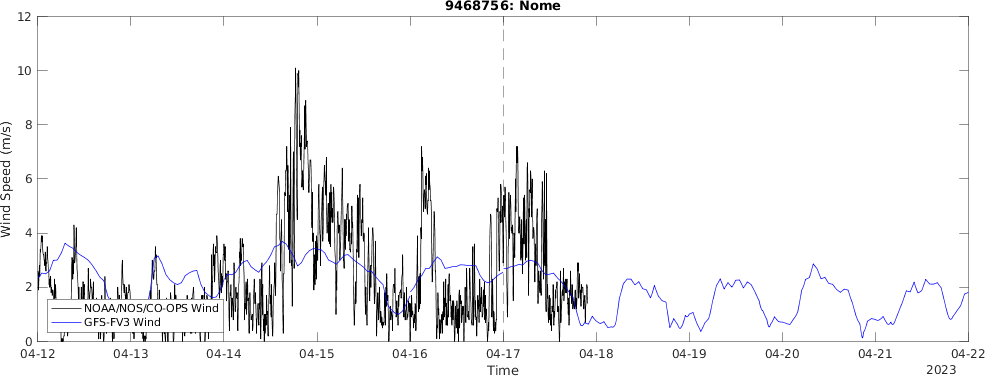 9468756: Nome
Wind Speed (m/s)
12
10
8
6
4
2
0
NOAA/NOS/CO-OPS Wind
GFS-FV3 Wind
04-12 04-13 04-14 04-15 04-16 04-17 04-18 04-19 04-20 04-21 04-22
Time
2023